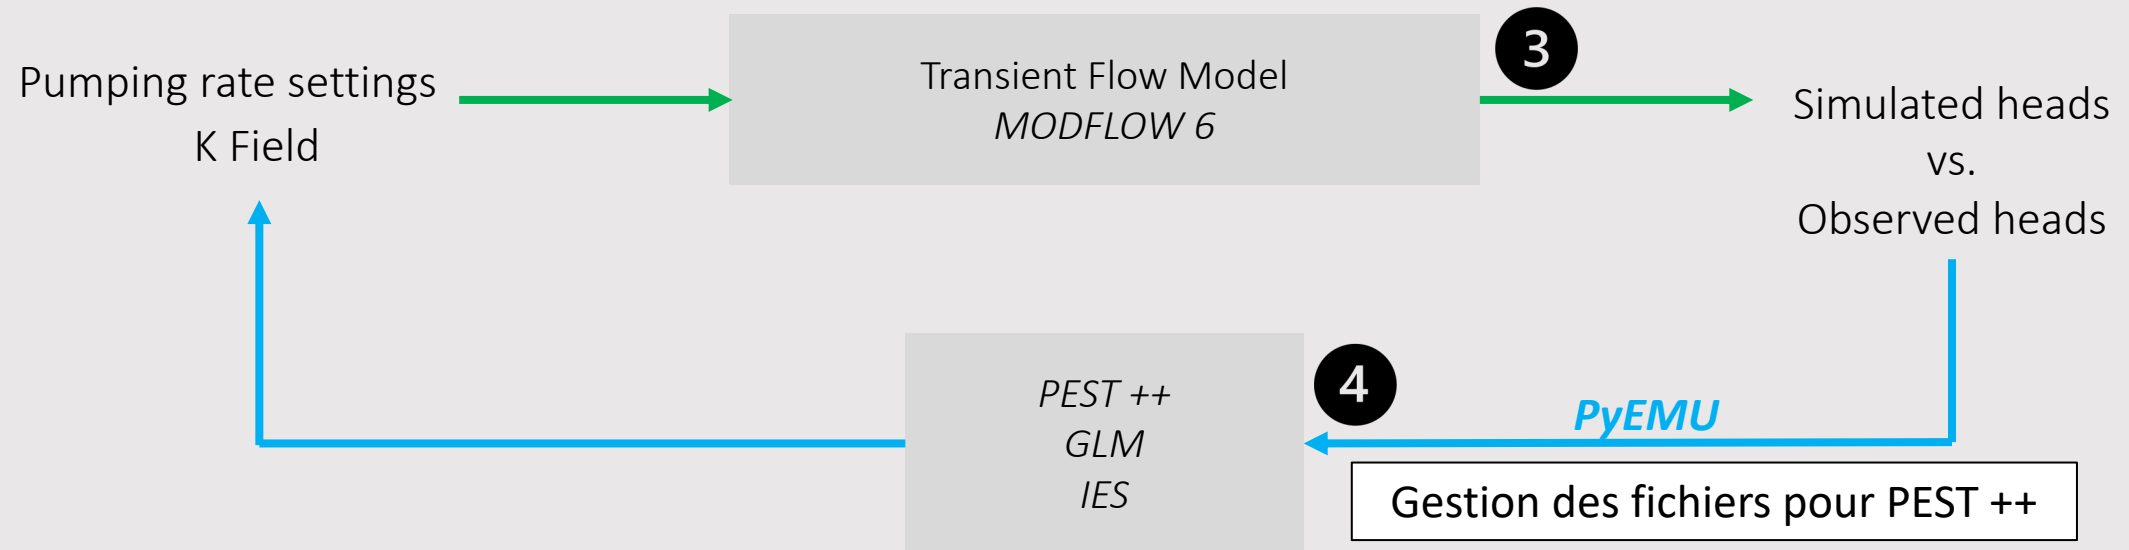 Pumping rate settings
K Field
Transient Flow Model
MODFLOW 6
3
Simulated heads
vs.
Observed heads
PEST ++
GLM
IES
4
PyEMU
Gestion des fichiers pour PEST ++